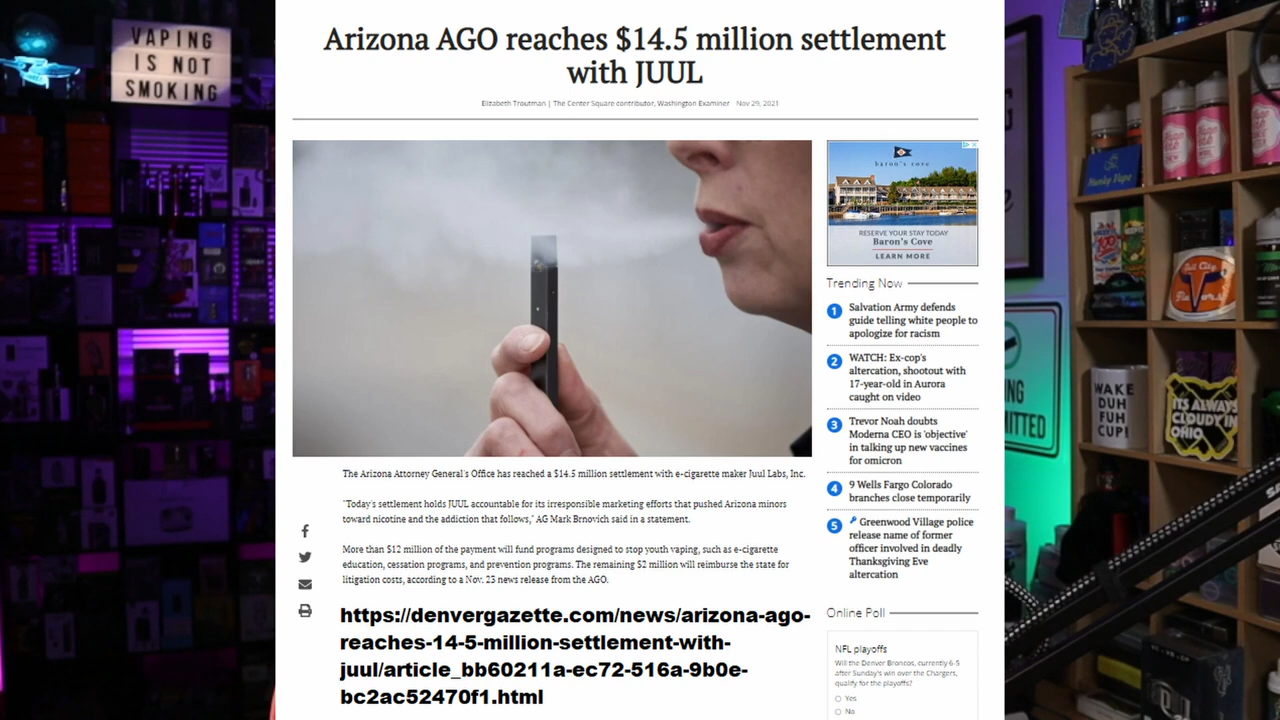 VAPING
IS NOT
SMOKING
Arizona AGO reaches $14.5 million settlement
with JUUL
Elizabeth Troutman | The Center Square contributor, Washington Examiner Nov 29, 2021
baron's cove
RESERVE YOUR STAY TODAY
Baron's Cove
LEARN MORE
Trending Now
1 Salvation Army defends
guide telling white people to
apologize for racism
2 WATCH: Ex-cop's
altercation, shootout with
17-year-old in Aurora
caught on video
3 Trevor Noah doubts
Moderna CEO is 'objective'
in talking up new vaccines
for omicron
4 9 Wells Fargo Colorado
branches close temporarily
5 Greenwood Village police
release name of former
officer involved in deadly
Thanksgiving Eve
altercation
The Arizona Attorney General's Office has reached a $14.5 million settlement with e-cigarette maker Juul Labs, Inc.
"Today's settlement holds JUUL accountable for its irresponsible marketing efforts that pushed Arizona minors
toward nicotine and the addiction that follows," AG Mark Brnovich said in a statement.
More than $12 million of the payment will fund programs designed to stop youth vaping, such as e-cigarette
education, cessation programs, and prevention programs. The remaining $2 million will reimburse the state for
litigation costs, according to a Nov. 23 news release from the AGO.
https://denvergazette.com/news/arizona-ago-
reaches-14-5-million-settlement-with-
juul/article_bb60211a-ec72-516a-9b0e-
bc2ac52470f1.html
Online Poll
NFL playoffs
Will the Denver Broncos, currently 6-5
after Sunday's win over the Chargers,
qualify for the playoffs?
Yes
No
Munky Vape
WAKE
DUH
FUH
CUP!
ITS ALWAYS
CLOUDY IN
OHIO